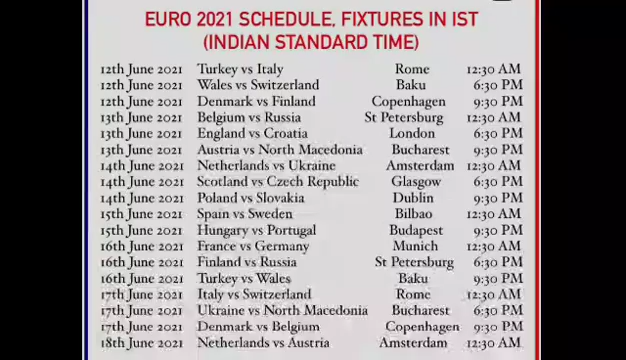 EURO 2021 SCHEDULE, FIXTURES IN IST
(INDIAN STANDARD TIME)
12th June 2021 Turkey vs Italy Rome 12:30 AM
12th June 2021 Wales vs Switzerland Baku 6:30 PM
12th June 2021 Denmark vs Finland Copenhagen 9:30 PM
13th June 2021 Belgium vs Russia St Petersburg 12:30 AM
13th June 2021 England vs Croatia London 6:30 PM
13th June 2021 Austria vs North Macedonia Bucharest 9:30 PM
14th June 2021 Netherlands vs Ukraine Amsterdam 12:30 AM
14th June 2021 Scotland vs Czech Republic Glasgow 6:30 PM
14th June 2021 Poland vs Slovakia Dublin 9:30 PM
15th June 2021 Spain vs Sweden Bilbao 12:30 AM
15th June 2021 Hungary vs Portugal Budapest 9:30 PM
16th June 2021 France vs Germany Munich 12:30 AM
16th June 2021 Finland vs Russia St Petersburg 6:30 PM
16th June 2021 Turkey vs Wales Baku 9:30 PM
17th June 2021 Italy vs Switzerland Rome 12:30 AM
17th June 2021 Ukraine vs North Macedonia Bucharest 6:30 PM
17th June 2021 Denmark vs Belgium Copenhagen 9:30 PM
18th June 2021 Netherlands vs Austria Amsterdam 12:30 AM